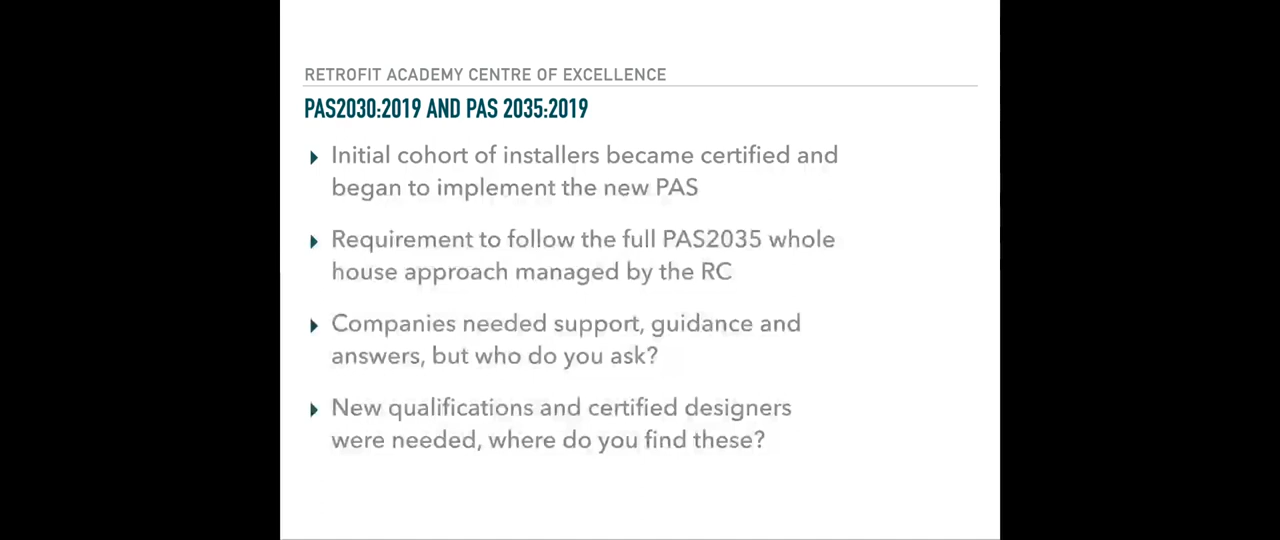 RETROFIT ACADEMY CENTRE OF EXCELLENCE
PAS2030:2019 AND PAS 2035:2019
Initial cohort of installers became certified and
began to implement the new PAS
Requirement to follow the full PAS2035 whole
house approach managed by the RC
Companies needed support, guidance and
answers, but who do you ask?
New qualifications and certified designers
were needed, where do you find these?